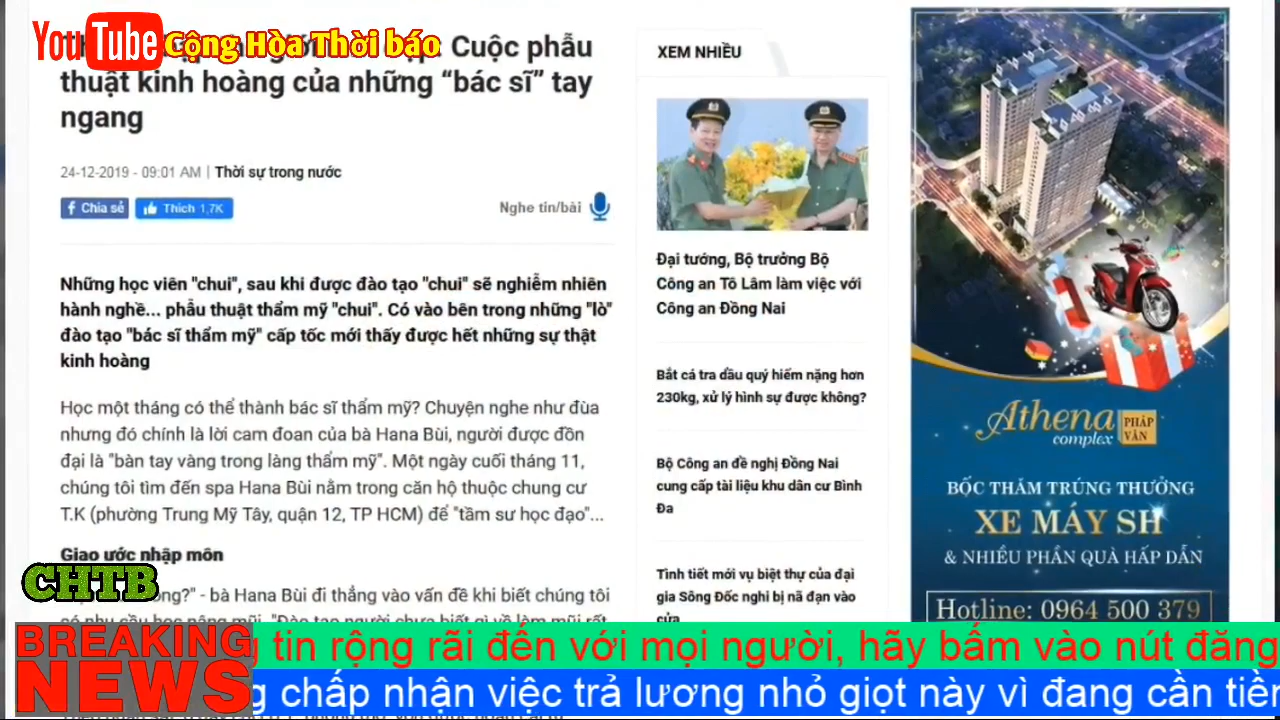 YouTube Cộng Hòa Thời báo
Cuộc phẫu
thuật kinh hoàng của những “bác sĩ” tay
ngang
24-12-2019 - 09:01 AM | Thời sự trong nước
Chia sẻ Thích 1,7K
Nghe tin/bài
Những học viên "chui", sau khi được đào tạo "chui" sẽ nghiễm nhiên
hành nghề... phẫu thuật thẩm mỹ "chui". Có vào bên trong những "lò"
đào tạo "bác sĩ thẩm mỹ" cấp tốc mới thấy được hết những sự thật
kinh hoàng
Học một tháng có thể thành bác sĩ thẩm mỹ? Chuyện nghe như đùa
nhưng đó chính là lời cam đoan của bà Hana Bùi, người được đồn
đại là "bàn tay vàng trong làng thẩm mỹ". Một ngày cuối tháng 11,
chúng tôi tìm đến spa Hana Bùi nằm trong căn hộ thuộc chung cư
T.K (phường Trung Mỹ Tây, quận 12, TP HCM) để "tầm sư học đạo"...
Giao ước nhập môn
CHTB
- bà Hana Bùi đi thẳng vào vấn đề khi biết chúng tôi
XEM NHIỀU
Đại tướng, Bộ trưởng Bộ
Công an Tô Lâm làm việc với
Công an Đồng Nai
Bắt cá tra dầu quý hiếm nặng hơn
230kg, xử lý hình sự được không?
Bộ Công an đề nghị Đồng Nai
cung cấp tài liệu khu dân cư Bình
Đa
Tình tiết mới vụ biệt thự của đại
gia Sông Đốc nghi bị nã đạn vào
cửa
Athena
complex
PHÁP
VÂN
BỐC THĂM TRÚNG THƯỞNG
XE MÁY SH
& NHIỀU PHẦN QUÀ HẤP DẪN
Hotline: 0964 500 379
BREAKING
NEWS
tin rộng rãi đến với mọi người, hãy bấm vào nút đăng
chấp nhận việc trả lương nhỏ giọt này vì đang cần tiền